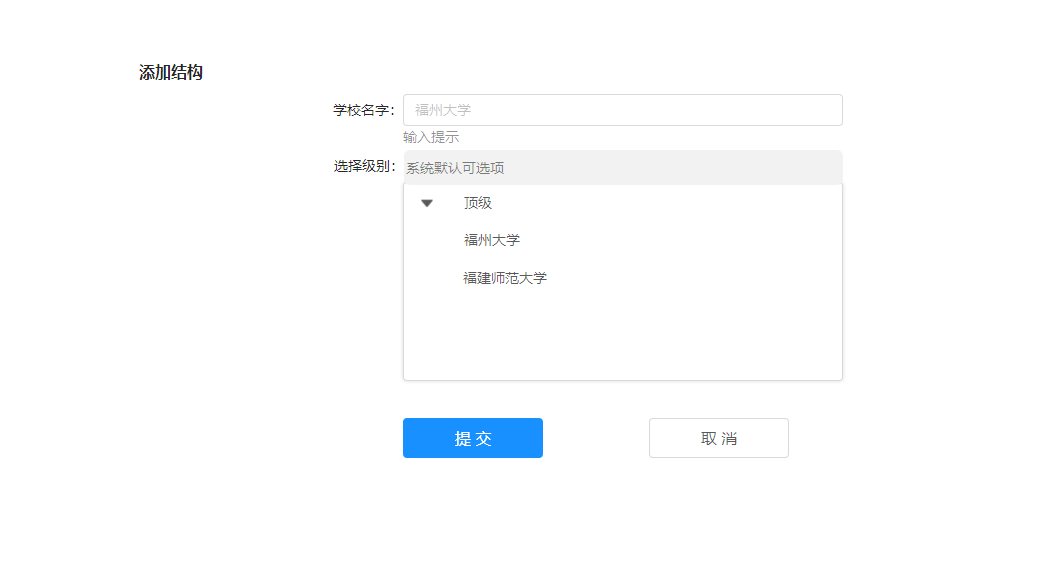 添加结构
学校名字: 福州大学
输入提示
选择级别: 系统默认可选项
顶级
福州大学
福建师范大学
提 交 取 消